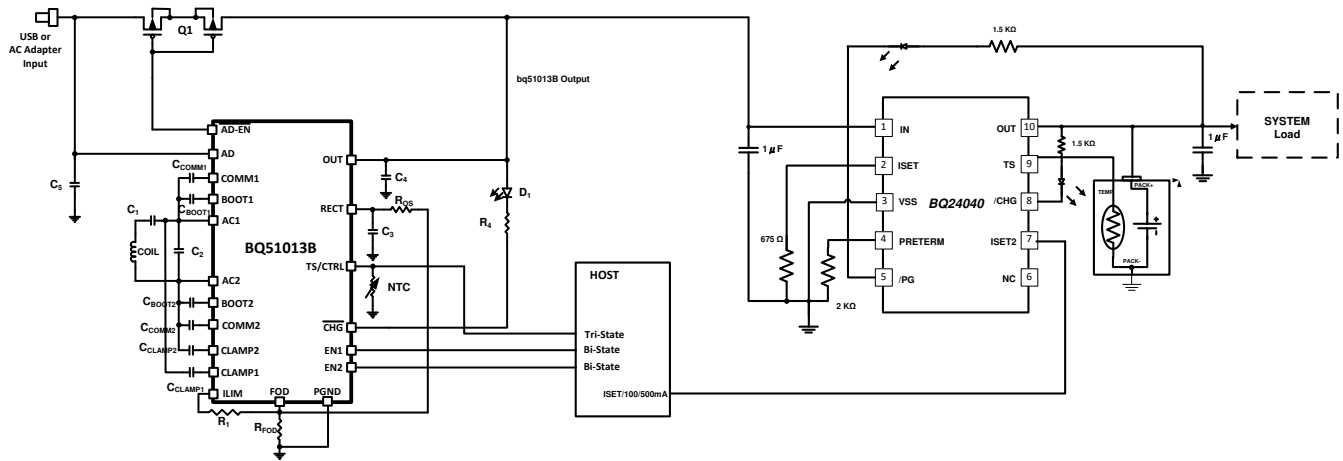 USB or
AC Adapter
Input
Q1
bq51013B Output
1.5 KΩ
AD-EN
AD
C5
CCOMM1
COMM1
BOOT1
CBOOT1
C1
AC1
COIL
C2
AC2
CBOOT2
BOOT2
CCOMM2
COMM2
CCLAMP2
CLAMP2
CLAMP1
CCLAMP1
ILIM
R1
FOD
PGND
RFOD
BQ51013B
OUT
C4
D1
RECT
ROS
R4
C3
TS/CTRL
NTC
CHG
EN1
EN2
HOST
Tri-State
Bi-State
Bi-State
ISET/100/500mA
1 µF
675 Ω
2 KΩ
BQ24040
1
IN
2
ISET
3
VSS
4
PRETERM
5
/PG
OUT
10
TS
9
/CHG
8
ISET2
7
NC
6
1.5 KΩ
TEMP
PACK+
+
PACK-
1 µF
SYSTEM
Load